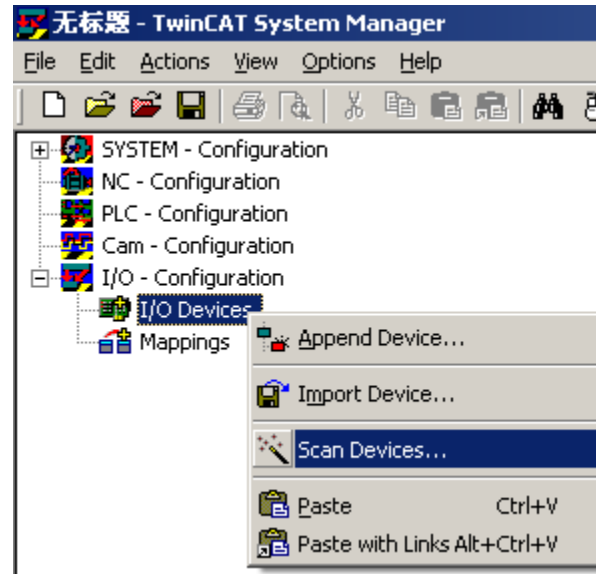 无标题 - TwinCAT System Manager
File Edit Actions View Options Help
SYSTEM - Configuration
NC - Configuration
PLC - Configuration
Cam - Configuration
I/O - Configuration
I/O Devices
Mappings
Append Device...
Import Device...
Scan Devices...
Paste Ctrl+V
Paste with Links Alt+Ctrl+V